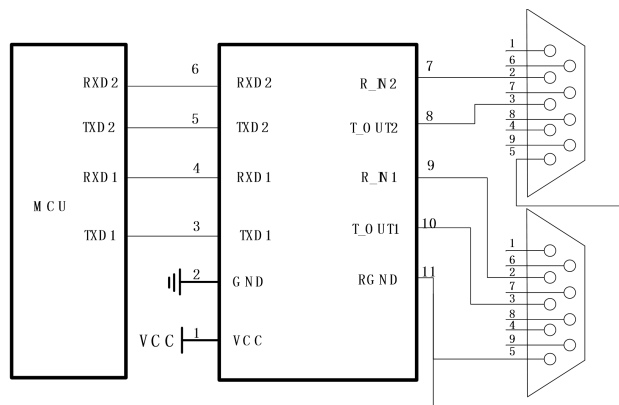 MCU
RXD2
TXD2
RXD1
TXD1
6
5
4
3
2
1
VCC
RXD2
TXD2
RXD1
TXD1
GND
VCC
R_IN2
T_OUT2
R_IN1
T_OUT1
RGND
7
8
9
10
11
1
6
2
7
3
8
4
9
5
1
6
2
7
3
8
4
9
5